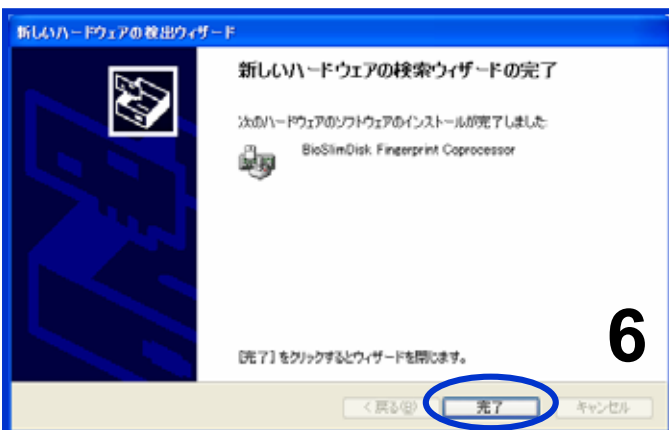 新しいハードウェアの検出ウィザード
新しいハードウェアの検索ウィザードの完了
次のハードウェアのソフトウェアのインストールが完了しました:
BioSlimDisk Fingerprint Coprocessor
6
[完了] をクリックするとウィザードを閉じます。
< 戻る(B) 完了 キャンセル